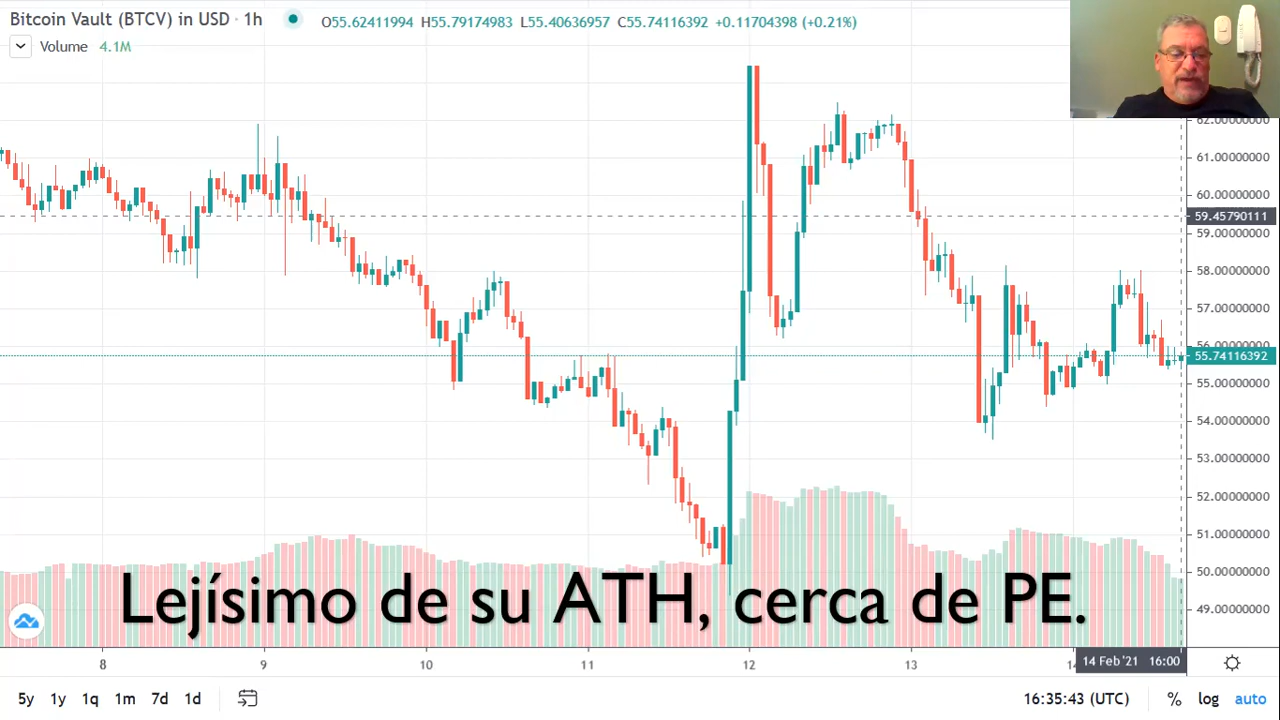 Bitcoin Vault (BTCV) in USD · 1h
O55.62411994 H55.79174983 L55.40636957 C55.74116392 +0.11704398 (+0.21%)
Volume 4.1M
62.00000000
61.00000000
60.00000000
59.45790111
59.00000000
58.00000000
57.00000000
56.00000000
55.74116392
55.00000000
54.00000000
53.00000000
52.00000000
51.00000000
50.00000000
49.00000000
Lejísimo de su ATH, cerca de PE.
8 9 10 11 12 13 14 Feb '21 16:00
5y 1y 1q 1m 7d 1d 16:35:43 (UTC) % log auto